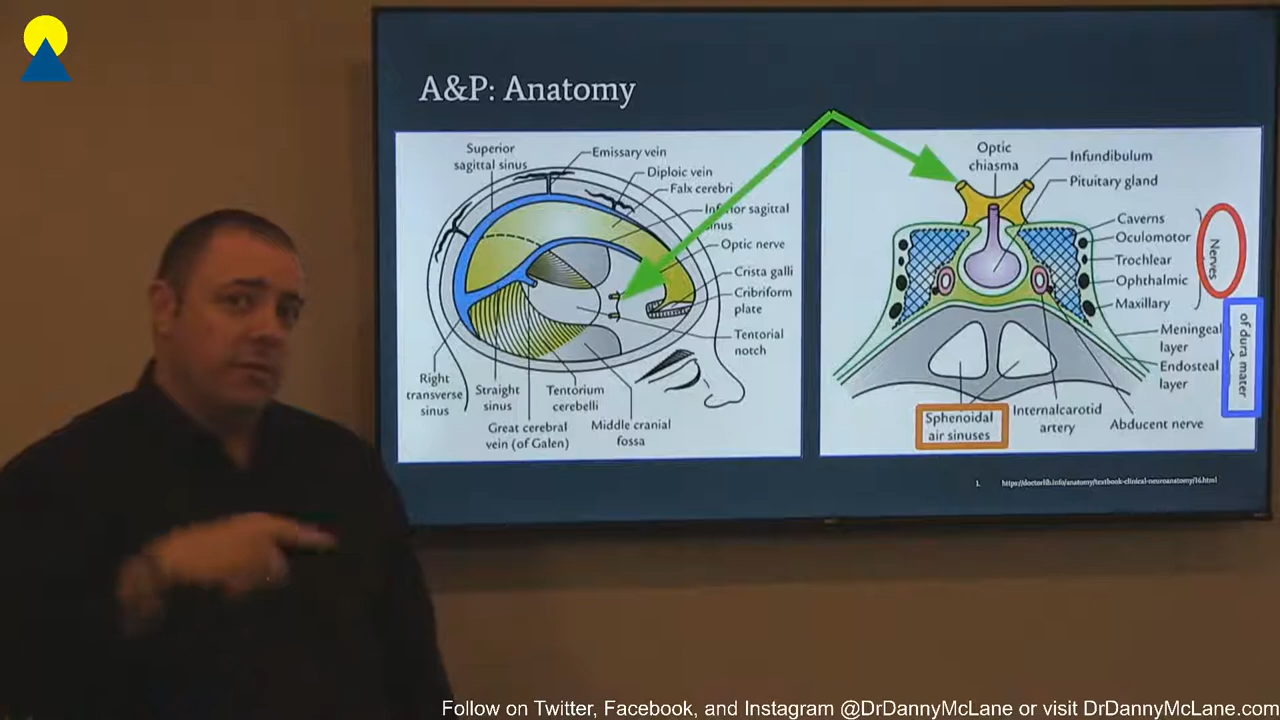 A&P: Anatomy
Superior
sagittal sinus
Emissary vein
Diploic vein
Falx cerebri
Inferior sagittal
sinus
Optic nerve
Crista galli
Cribriform
plate
Tentorial
notch
Right
transverse
sinus
Straight
sinus
Tentorium
cerebelli
Great cerebral
vein (of Galen)
Middle cranial
fossa
Optic
chiasma
Infundibulum
Pituitary gland
Caverns
Oculomotor
Trochlear
Ophthalmic
Maxillary
Nerves
Meningeal
layer
Endosteal
layer
of dura mater
Sphenoidal
air sinuses
Internalcarotid
artery
Abducent nerve
1. https://doctorlib.info/anatomy/textbook-clinical-neuroanatomy/16.html
Follow on Twitter, Facebook, and Instagram @DrDannyMcLane or visit DrDannyMcLane.com